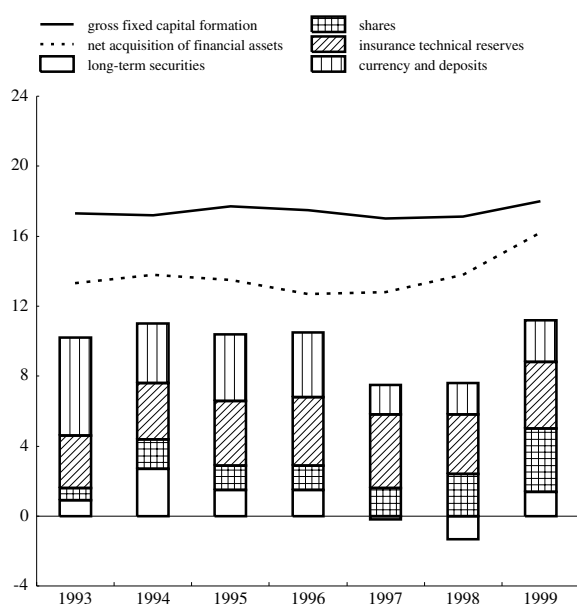 gross fixed capital formation
net acquisition of financial assets
long-term securities
shares
insurance technical reserves
currency and deposits
24
20
16
12
8
4
0
-4
1993 1994 1995 1996 1997 1998 1999